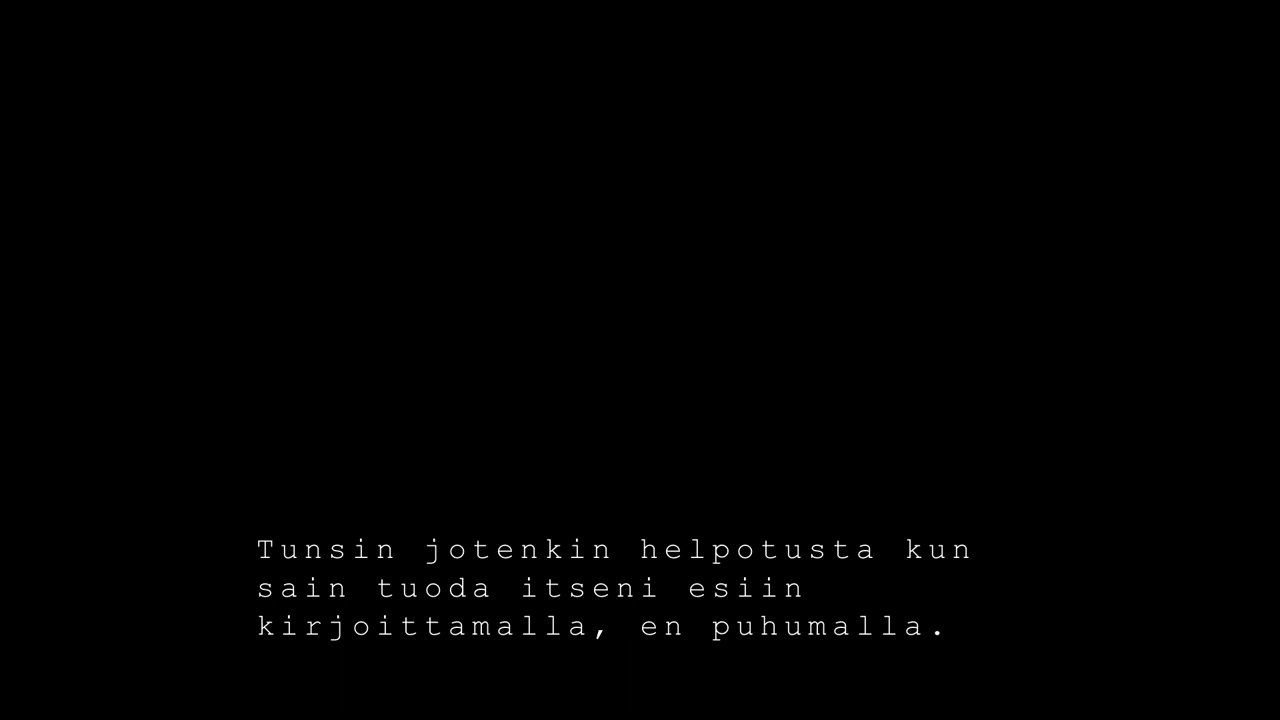 Tunsin jotenkin helpotusta kun
sain tuoda itseni esiin
kirjoittamalla, en puhumalla.